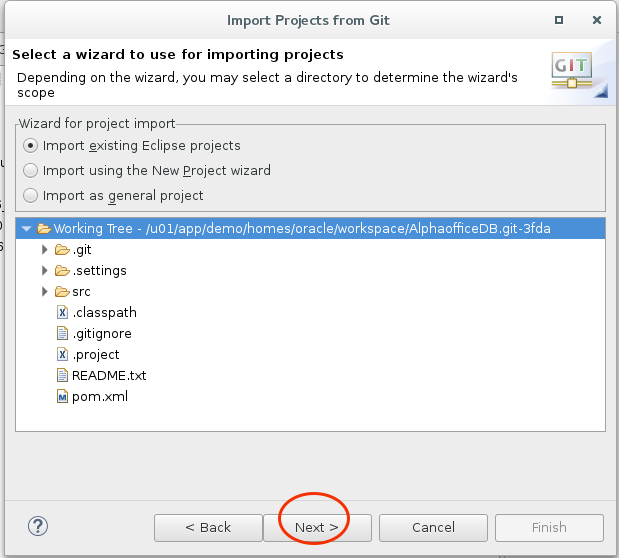 Import Projects from Git
Select a wizard to use for importing projects
Depending on the wizard, you may select a directory to determine the wizard's
scope
GIT
Wizard for project import
Import existing Eclipse projects
Import using the New Project wizard
Import as general project
Working Tree - /u01/app/demo/homes/oracle/workspace/AlphaofficeDB.git-3fda
.git
.settings
src
.classpath
.gitignore
.project
README.txt
pom.xml
< Back
Next >
Cancel
Finish